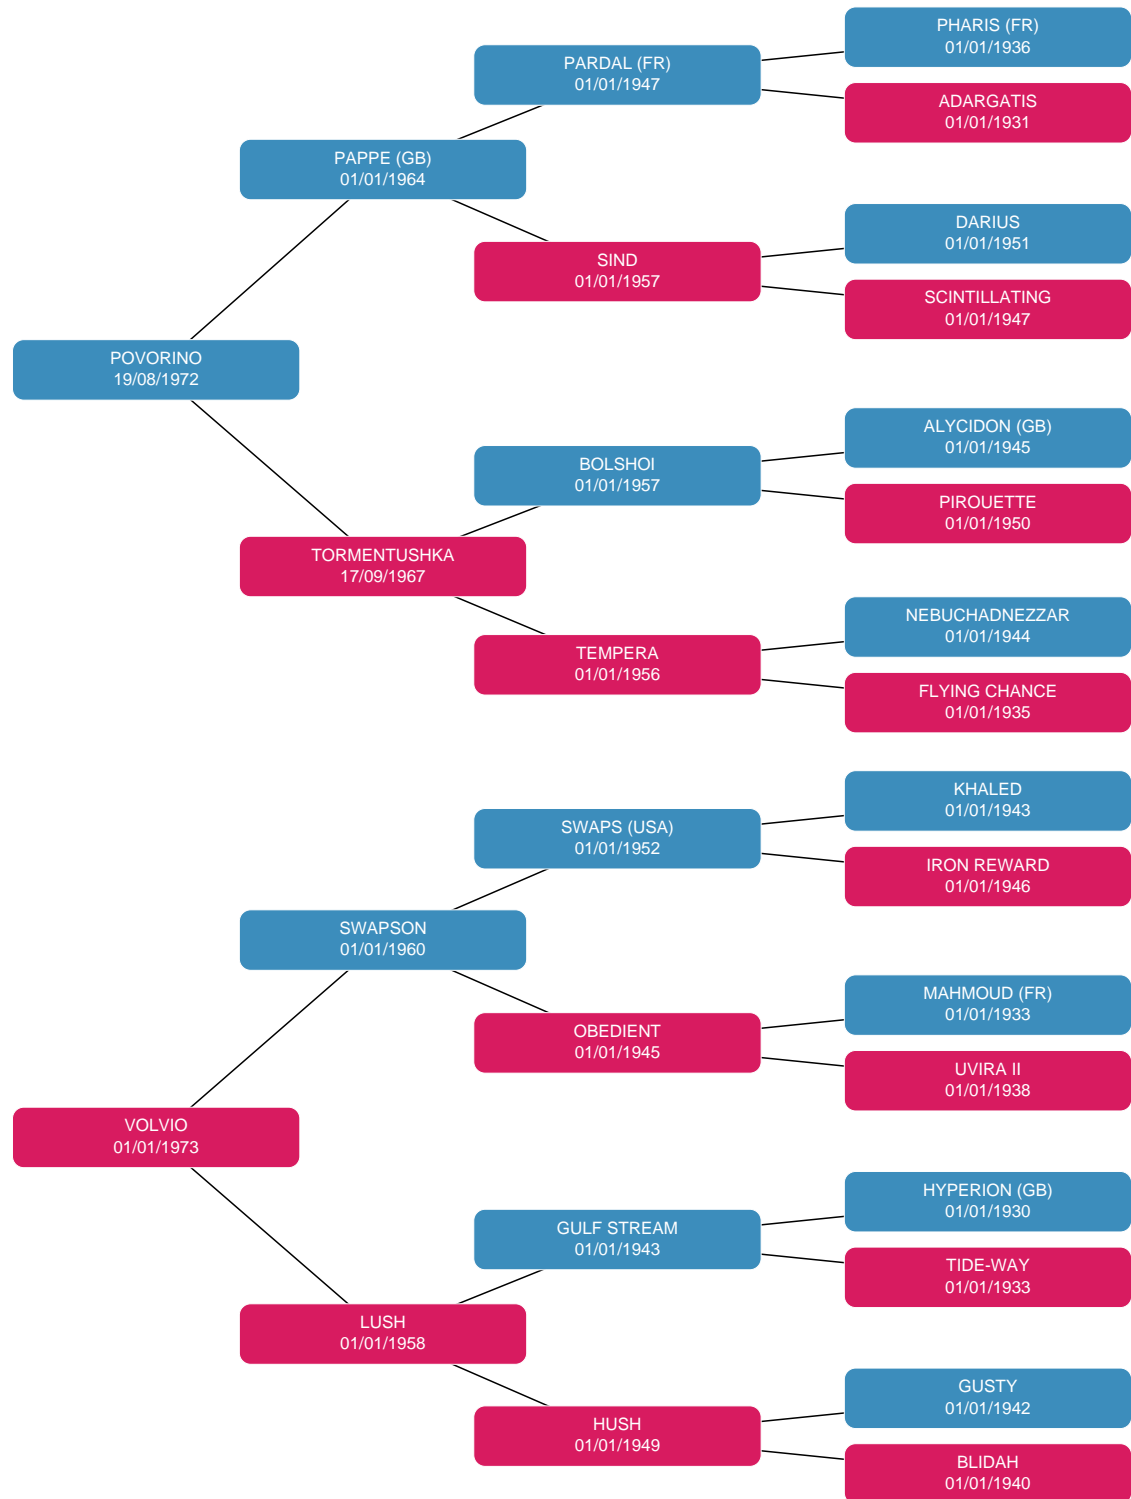 PHARIS (FR)
01/01/1936
PARDAL (FR)
01/01/1947
ADARGATIS
01/01/1931
PAPPE (GB)
01/01/1964
DARIUS
01/01/1951
SIND
01/01/1957
SCINTILLATING
01/01/1947
POVORINO
19/08/1972
ALYCIDON (GB)
01/01/1945
BOLSHOI
01/01/1957
PIROUETTE
01/01/1950
TORMENTUSHKA
17/09/1967
NEBUCHADNEZZAR
01/01/1944
TEMPERA
01/01/1956
FLYING CHANCE
01/01/1935
KHALED
01/01/1943
SWAPS (USA)
01/01/1952
IRON REWARD
01/01/1946
SWAPSON
01/01/1960
MAHMOUD (FR)
01/01/1933
OBEDIENT
01/01/1945
UVIRA II
01/01/1938
VOLVIO
01/01/1973
HYPERION (GB)
01/01/1930
GULF STREAM
01/01/1943
TIDE-WAY
01/01/1933
LUSH
01/01/1958
GUSTY
01/01/1942
HUSH
01/01/1949
BLIDAH
01/01/1940